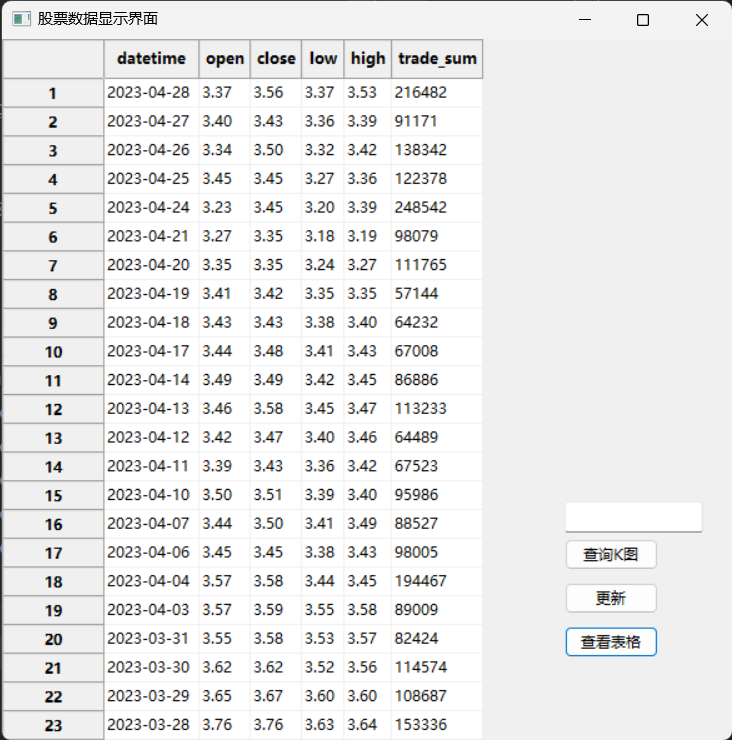 股票数据显示界面
datetime open close low high trade_sum
1 2023-04-28 3.37 3.56 3.37 3.53 216482
2 2023-04-27 3.40 3.43 3.36 3.39 91171
3 2023-04-26 3.34 3.50 3.32 3.42 138342
4 2023-04-25 3.45 3.45 3.27 3.36 122378
5 2023-04-24 3.23 3.45 3.20 3.39 248542
6 2023-04-21 3.27 3.35 3.18 3.19 98079
7 2023-04-20 3.35 3.35 3.24 3.27 111765
8 2023-04-19 3.41 3.42 3.35 3.35 57144
9 2023-04-18 3.43 3.43 3.38 3.40 64232
10 2023-04-17 3.44 3.48 3.41 3.43 67008
11 2023-04-14 3.49 3.49 3.42 3.45 86886
12 2023-04-13 3.46 3.58 3.45 3.47 113233
13 2023-04-12 3.42 3.47 3.40 3.46 64489
14 2023-04-11 3.39 3.43 3.36 3.42 67523
15 2023-04-10 3.50 3.51 3.39 3.40 95986
16 2023-04-07 3.44 3.50 3.41 3.49 88527
17 2023-04-06 3.45 3.45 3.38 3.43 98005
18 2023-04-04 3.57 3.58 3.44 3.45 194467
19 2023-04-03 3.57 3.59 3.55 3.58 89009
20 2023-03-31 3.55 3.58 3.53 3.57 82424
21 2023-03-30 3.62 3.62 3.52 3.56 114574
22 2023-03-29 3.65 3.67 3.60 3.60 108687
23 2023-03-28 3.76 3.76 3.63 3.64 153336
查询K图
更新
查看表格